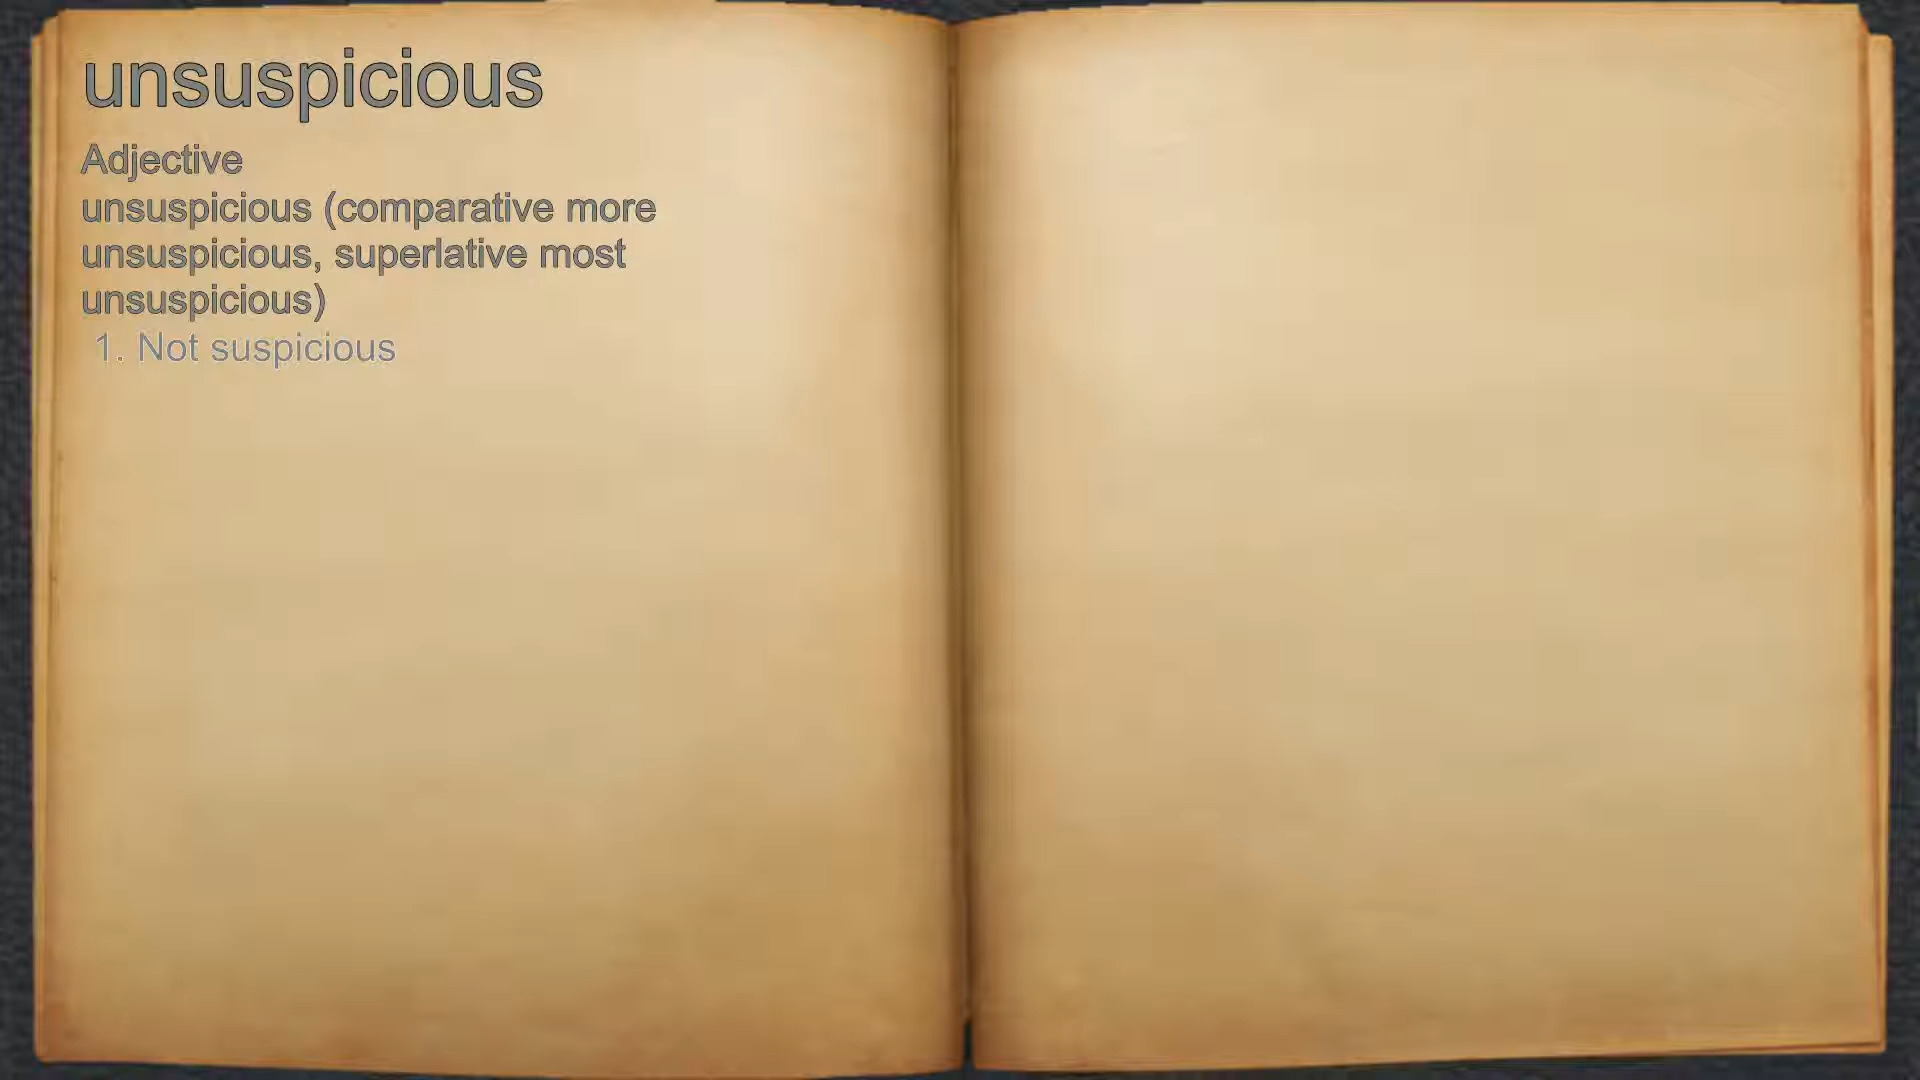 unsuspicious
Adjective
unsuspicious (comparative more
unsuspicious, superlative most
unsuspicious)
1. Not suspicious